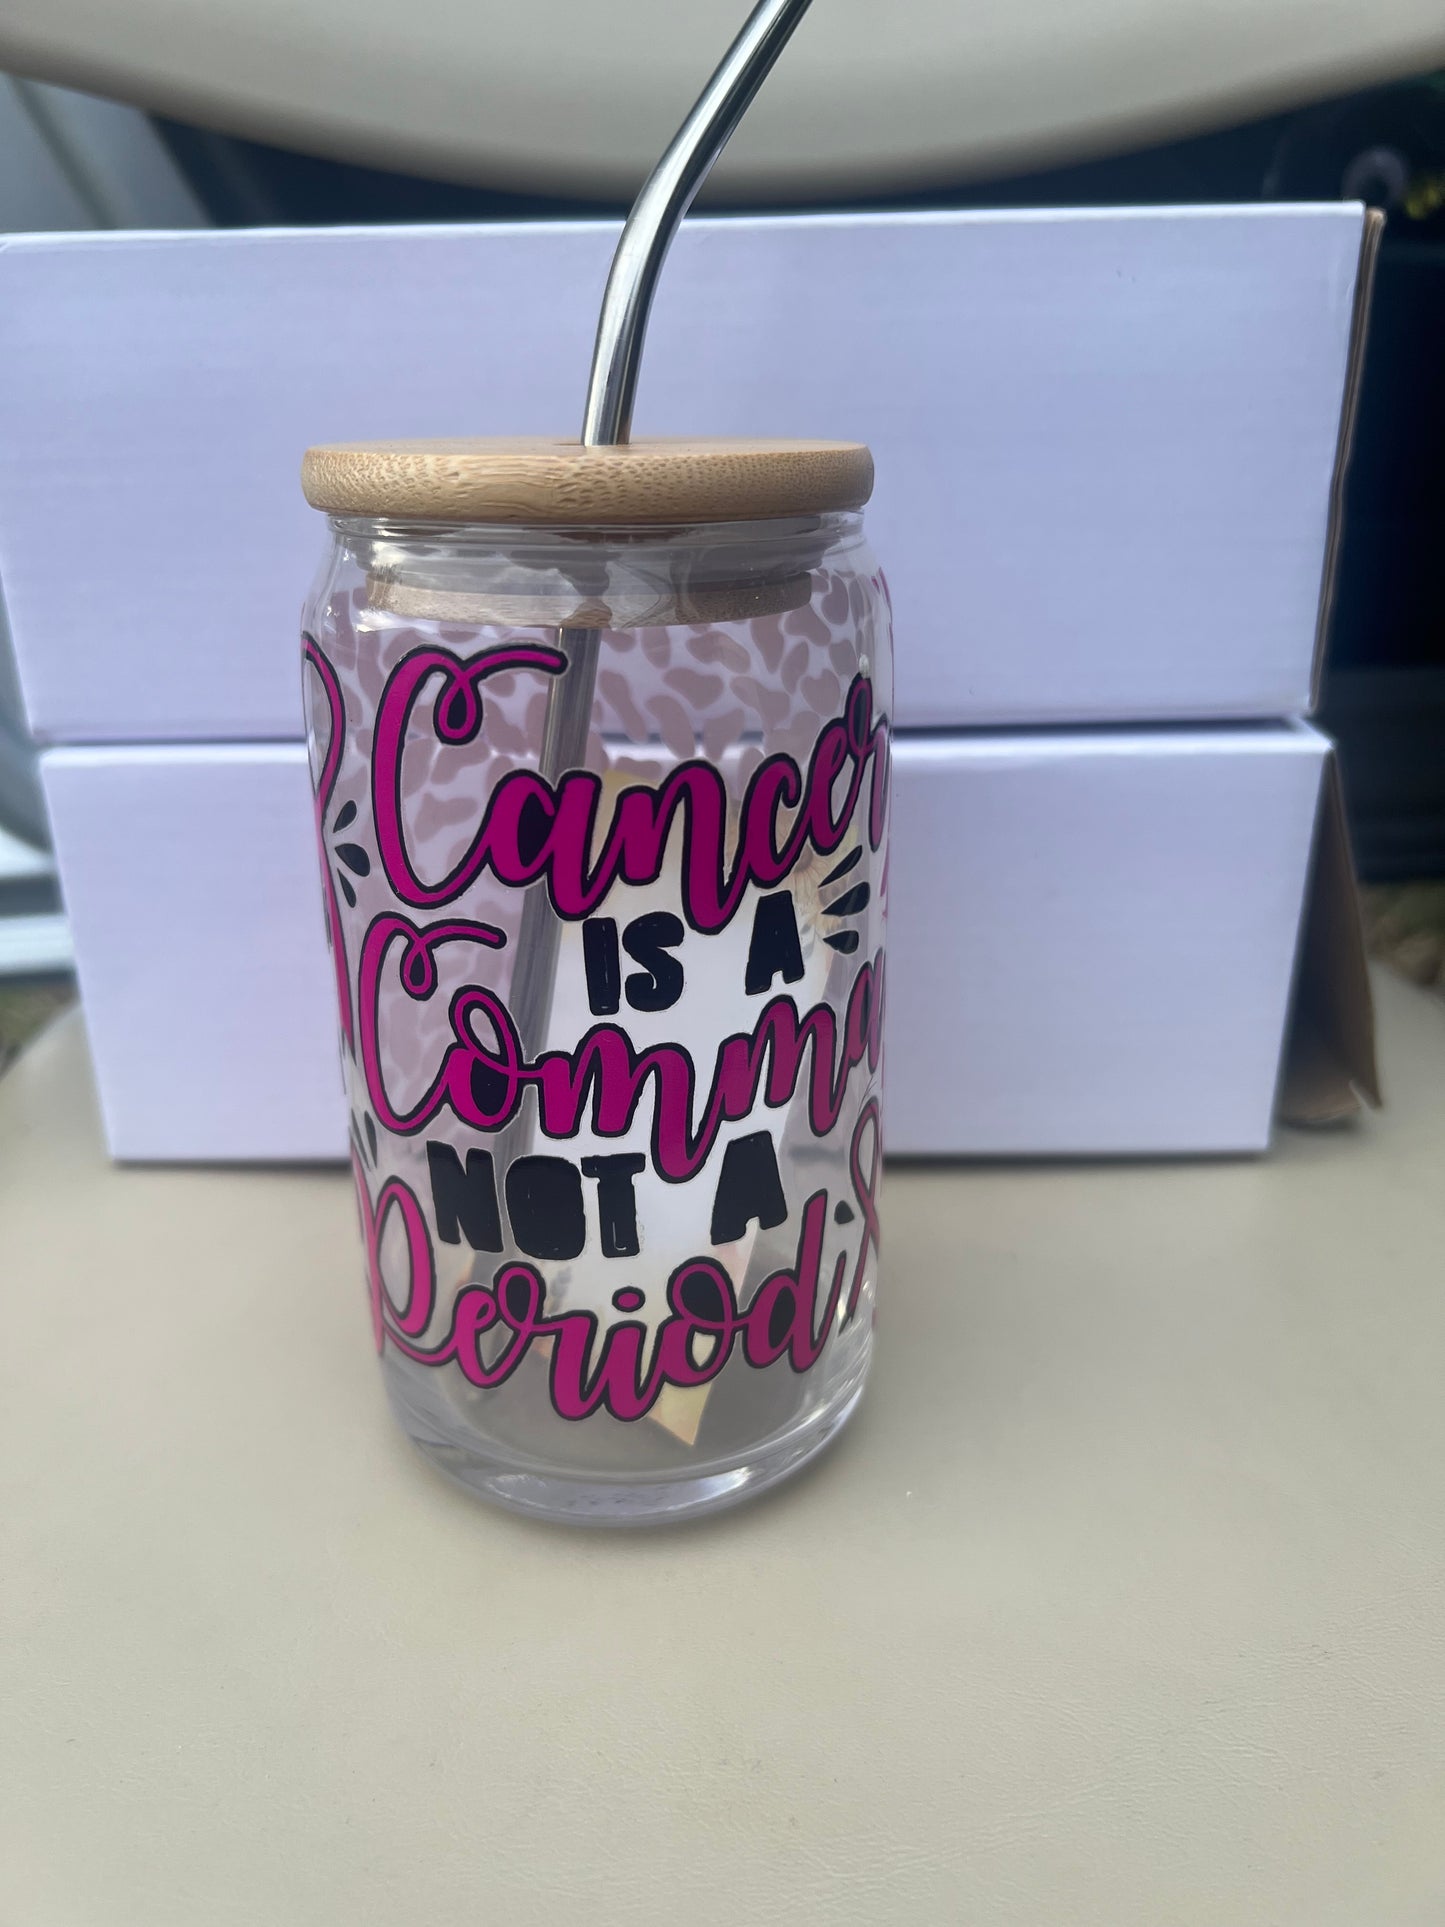 Cancer
IS A
Comma
NOT A
Period